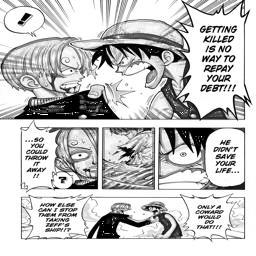 GETTING
KILLED IS
NO WAY TO
REPAY
YOUR
DEBT!!!
!
HE
DIDN'T
SAVE
YOUR
LIFE...
...SO
YOU
COULD
THROW
IT
AWAY
!!
?
ONLY A
COWARD
WOULD
DO
THAT!!!
HOW ELSE
CAN I STOP
THEM FROM
TAKING
ZEFF'S
SHIP!?